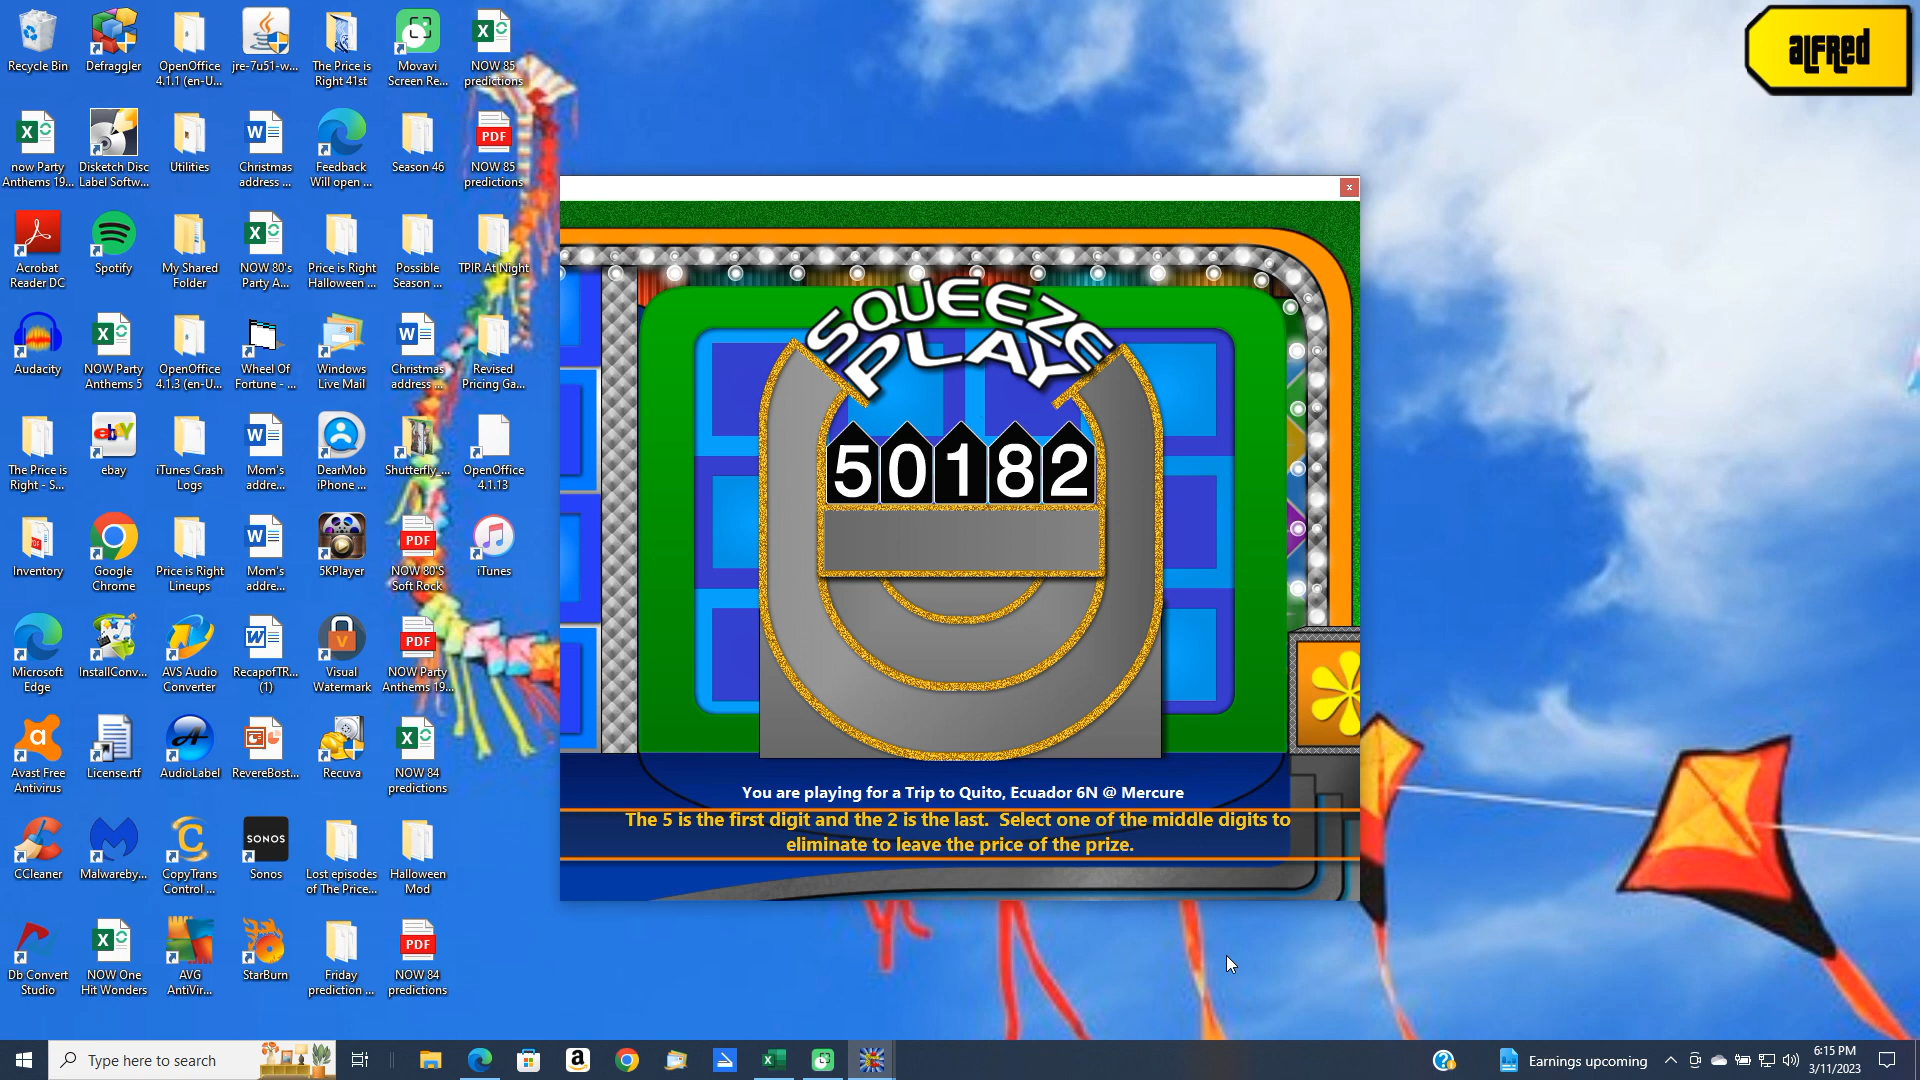 Recycle Bin
Defraggler
OpenOffice
4.1.1 (en-U...
jre-7u51-w...
The Price is
Right 41st
Movavi
Screen Re...
NOW 85
predictions
alfred
now Party
Anthems 19...
Disketch Disc
Label Softw...
Utilities
Christmas
address ...
Feedback
Will open ...
Season 46
PDF
NOW 85
predictions
Acrobat
Reader DC
Spotify
My Shared
Folder
NOW 80's
Party A...
Price is Right
Halloween ...
Possible
Season ...
TPIR At Night
Audacity
NOW Party
Anthems 5
OpenOffice
4.1.3 (en-U...
Wheel Of
Fortune - ...
Windows
Live Mail
Christmas
address ...
Revised
Pricing Ga...
The Price is
Right - S...
ebay
ebay
iTunes Crash
Logs
Mom's
addre...
DearMob
iPhone ...
Shutterfly_...
OpenOffice
4.1.13
Inventory
Google
Chrome
Price is Right
Lineups
Mom's
addre...
5KPlayer
PDF
NOW 80'S
Soft Rock
iTunes
Microsoft
Edge
InstallConv...
AVS Audio
Converter
RecapofTR...
(1)
Visual
Watermark
PDF
NOW Party
Anthems 19...
Avast Free
Antivirus
License.rtf
AudioLabel
RevereBost...
Recuva
NOW 84
predictions
CCleaner
Malwareby...
CopyTrans
Control ...
SONOS
Sonos
Lost episodes
of The Price...
Halloween
Mod
Db Convert
Studio
NOW One
Hit Wonders
AVG
AntiVir...
StarBurn
Friday
prediction ...
PDF
NOW 84
predictions
x
SQUEEZE
PLAY
50182
You are playing for a Trip to Quito, Ecuador 6N @ Mercure
The 5 is the first digit and the 2 is the last. Select one of the middle digits to
eliminate to leave the price of the prize.
Type here to search
Earnings upcoming
6:15 PM
3/11/2023